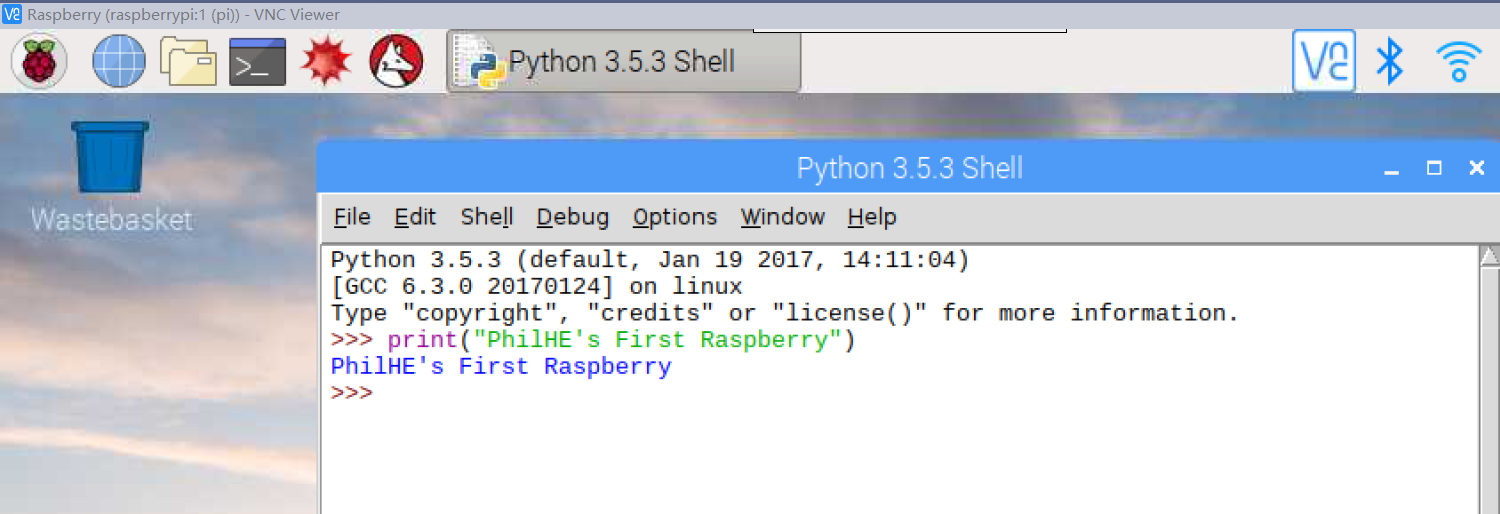 Raspberry (raspberrypi:1 (pi)) - VNC Viewer
>_ Python 3.5.3 Shell
Wastebasket
Python 3.5.3 Shell
File Edit Shell Debug Options Window Help
Python 3.5.3 (default, Jan 19 2017, 14:11:04)
[GCC 6.3.0 20170124] on linux
Type "copyright", "credits" or "license()" for more information.
>>> print("PhilHE's First Raspberry")
PhilHE's First Raspberry
>>>